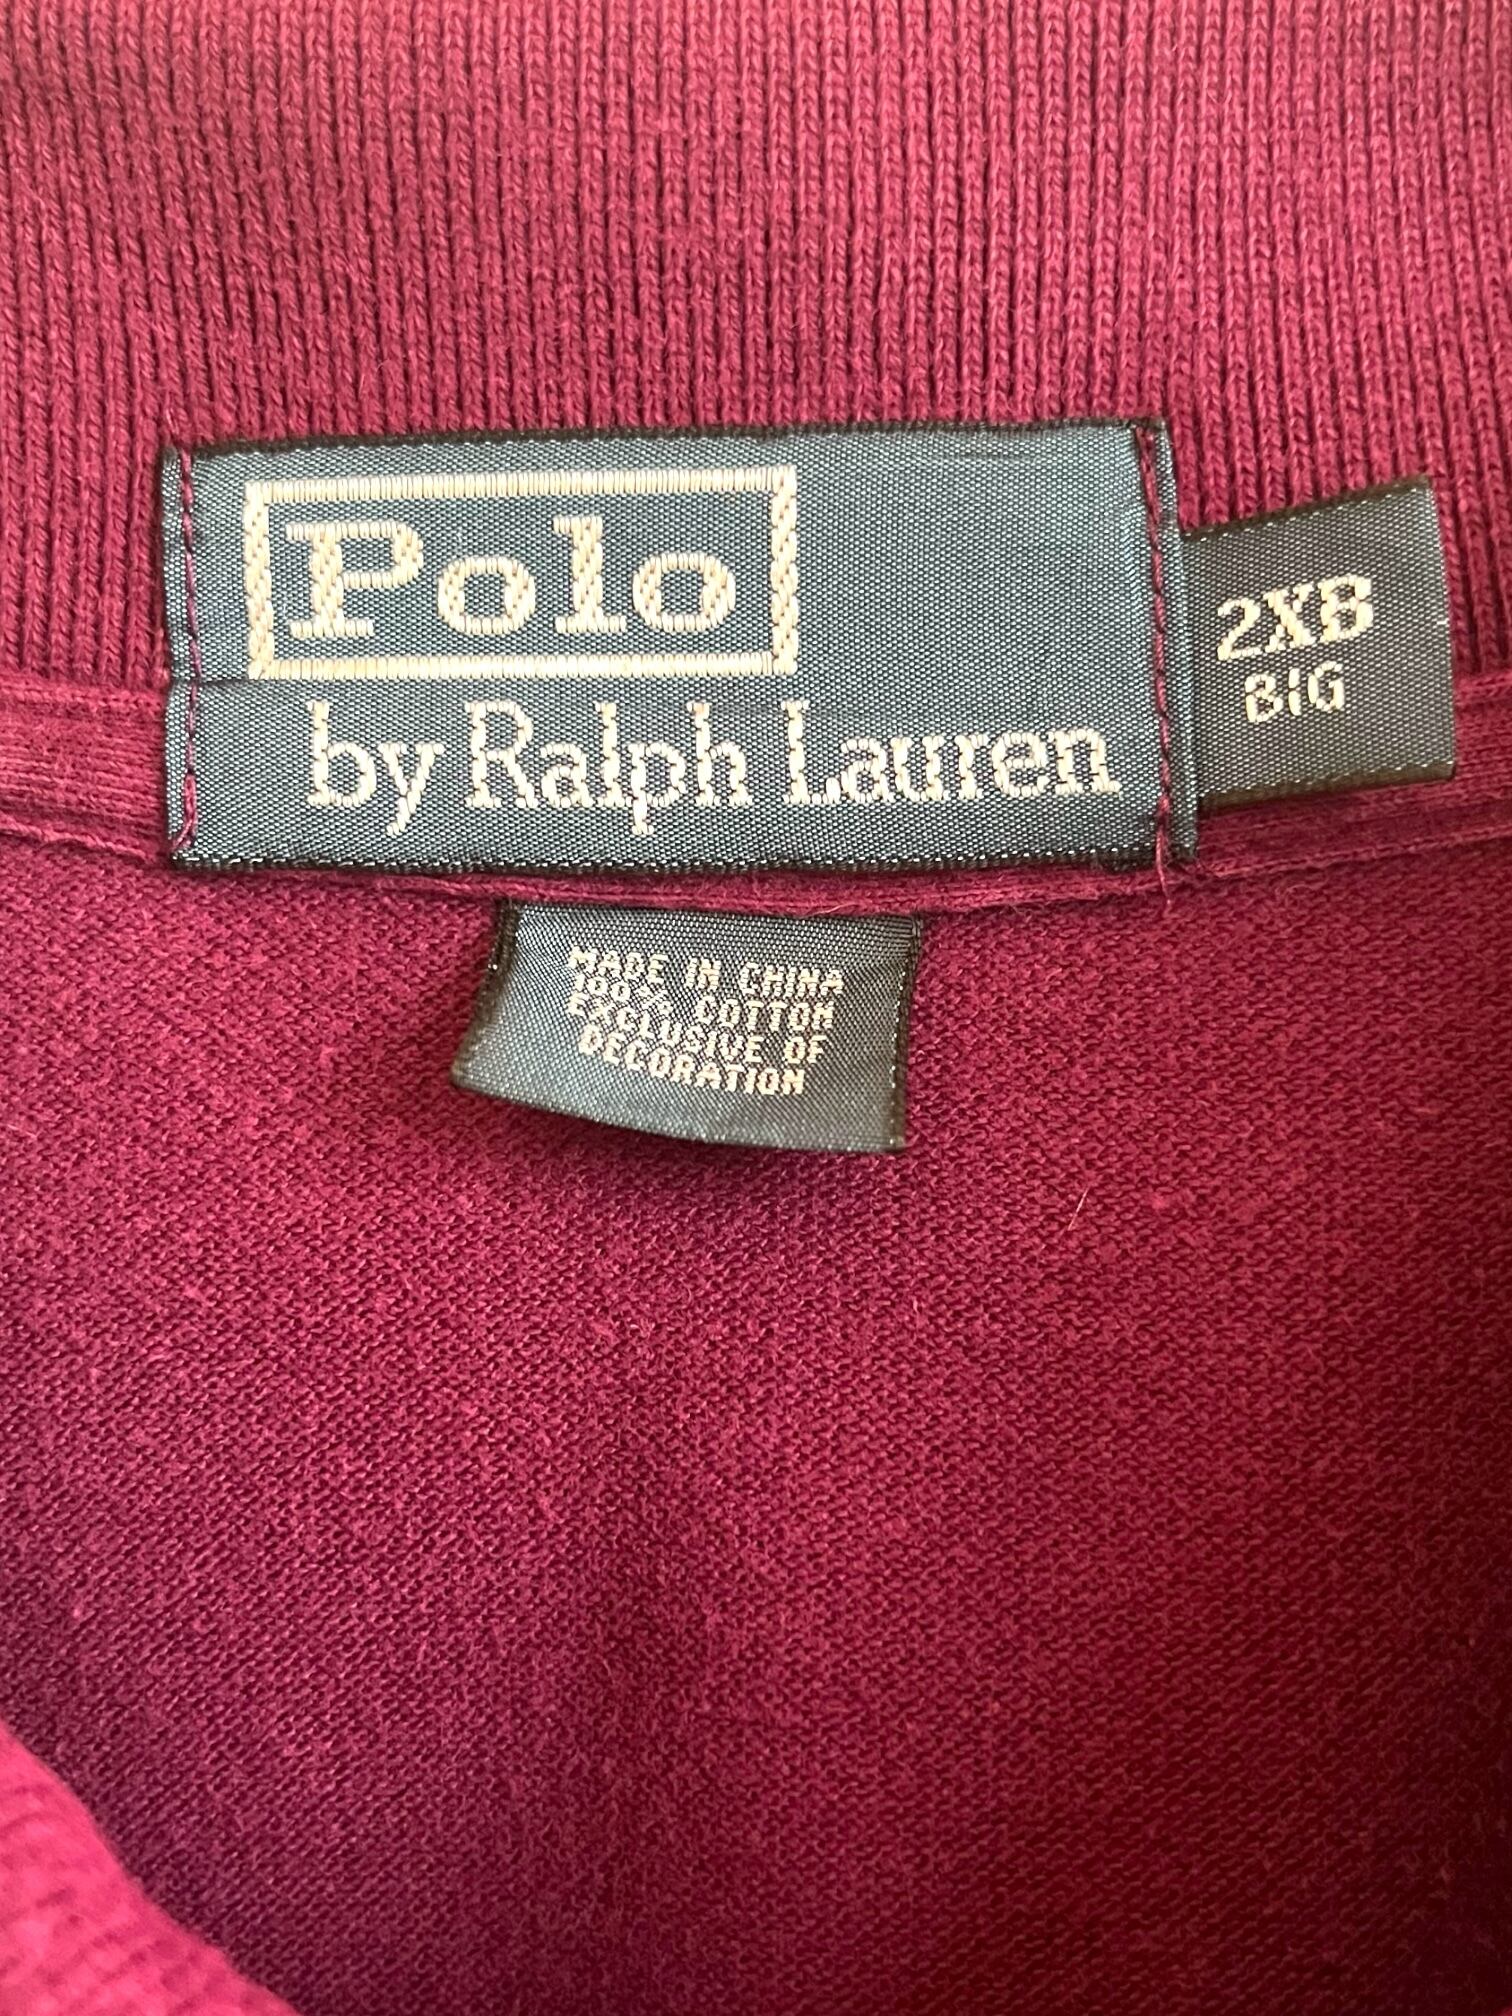 Polo
by Ralph Lauren
2XB
BIG
MADE IN CHINA
100% COTTON
EXCLUSIVE OF
DECORATION